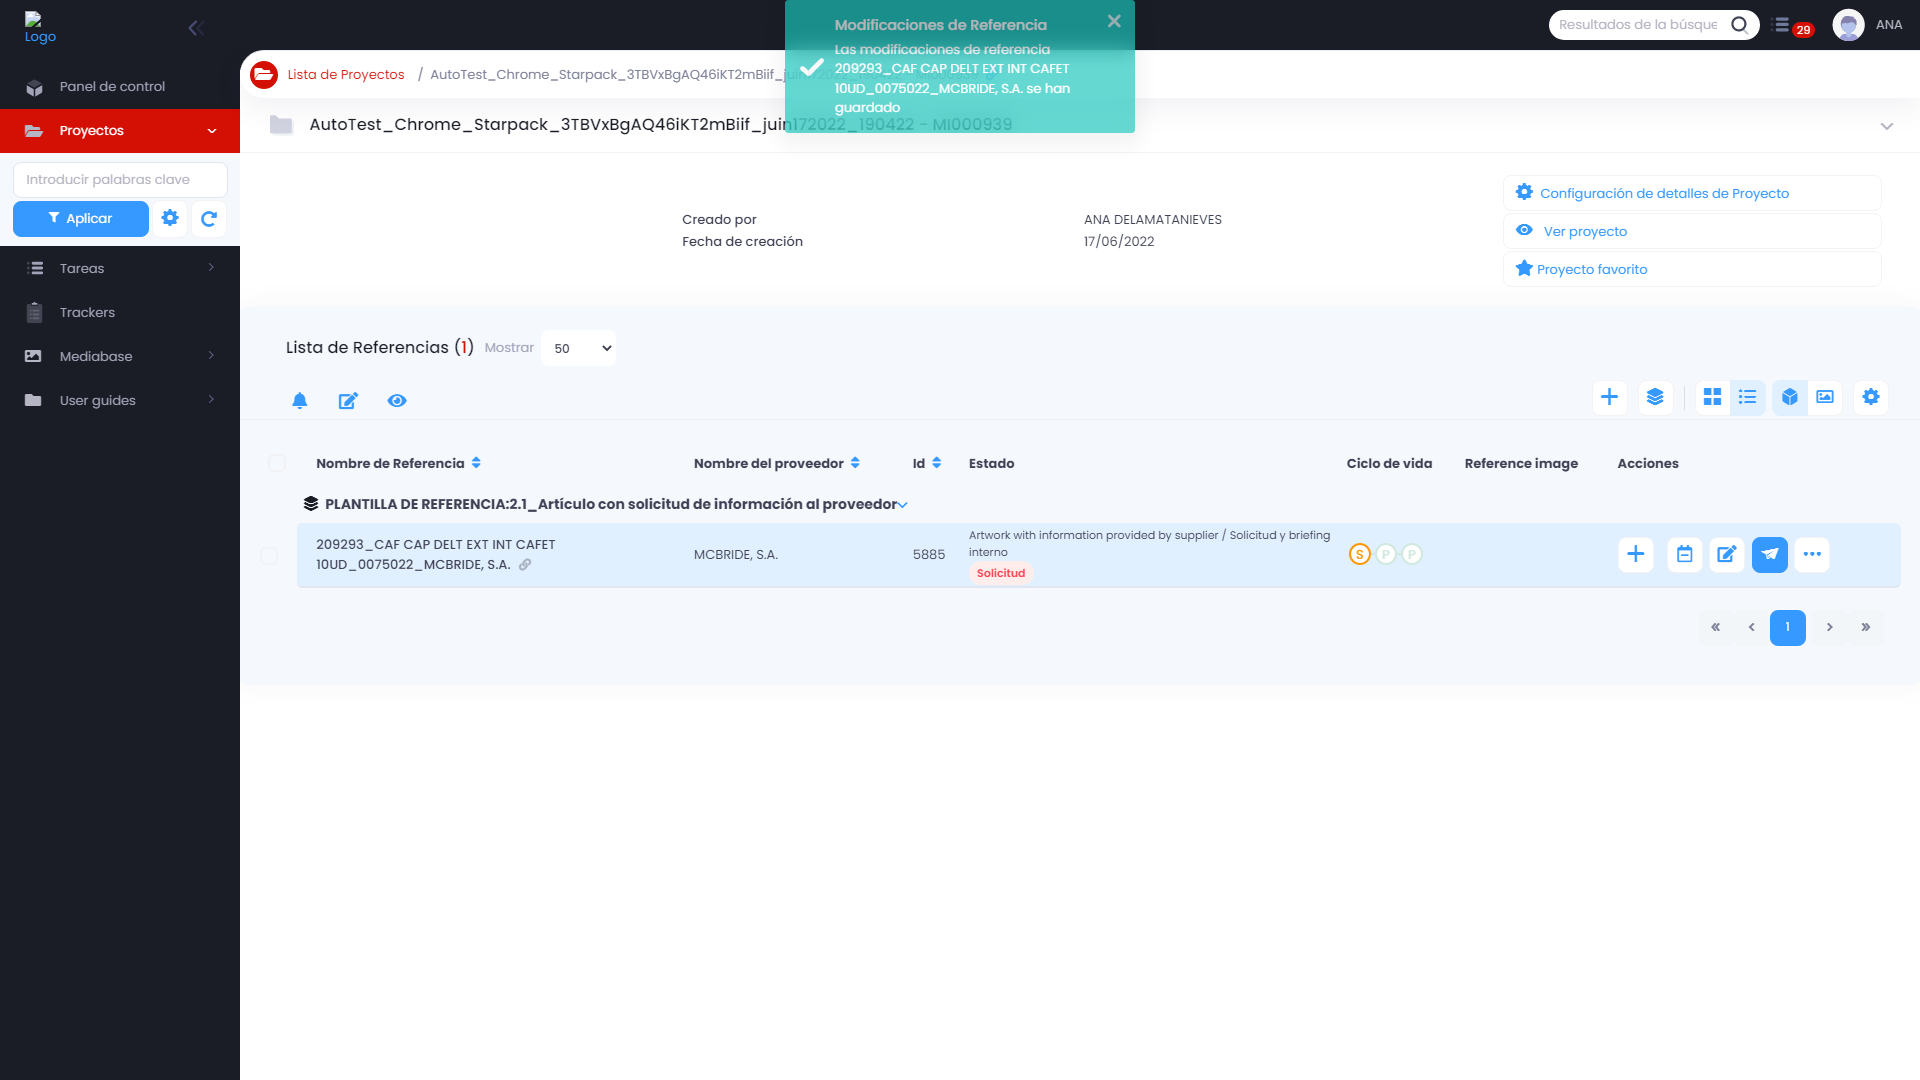 Logo
Panel de control
Proyectos
Introducir palabras clave
Aplicar
Tareas
Trackers
Mediabase
User guides
Modificaciones de Referencia
Las modificaciones de referencia
209293_CAF CAP DELT EXT INT CAFET
10UD_0075022_MCBRIDE, S.A. se han
guardado
Resultados de la búsque
29
ANA
Lista de Proyectos / AutoTest_Chrome_Starpack_3TBVxBgAQ46iKT2mBiif_juin
AutoTest_Chrome_Starpack_3TBVxBgAQ46iKT2mBiif_juin172022_190422 - MI000939
Creado por
ANA DELAMATANIEVES
Fecha de creación
17/06/2022
Configuración de detalles de Proyecto
Ver proyecto
Proyecto favorito
Lista de Referencias (1) Mostrar 50
Nombre de Referencia Nombre del proveedor Id Estado Ciclo de vida Reference image Acciones
PLANTILLA DE REFERENCIA:2.1_Artículo con solicitud de información al proveedor
209293_CAF CAP DELT EXT INT CAFET
10UD_0075022_MCBRIDE, S.A.
MCBRIDE, S.A.
5885
Artwork with information provided by supplier / Solicitud y briefing
interno
Solicitud
S P P
« ‹ 1 › »